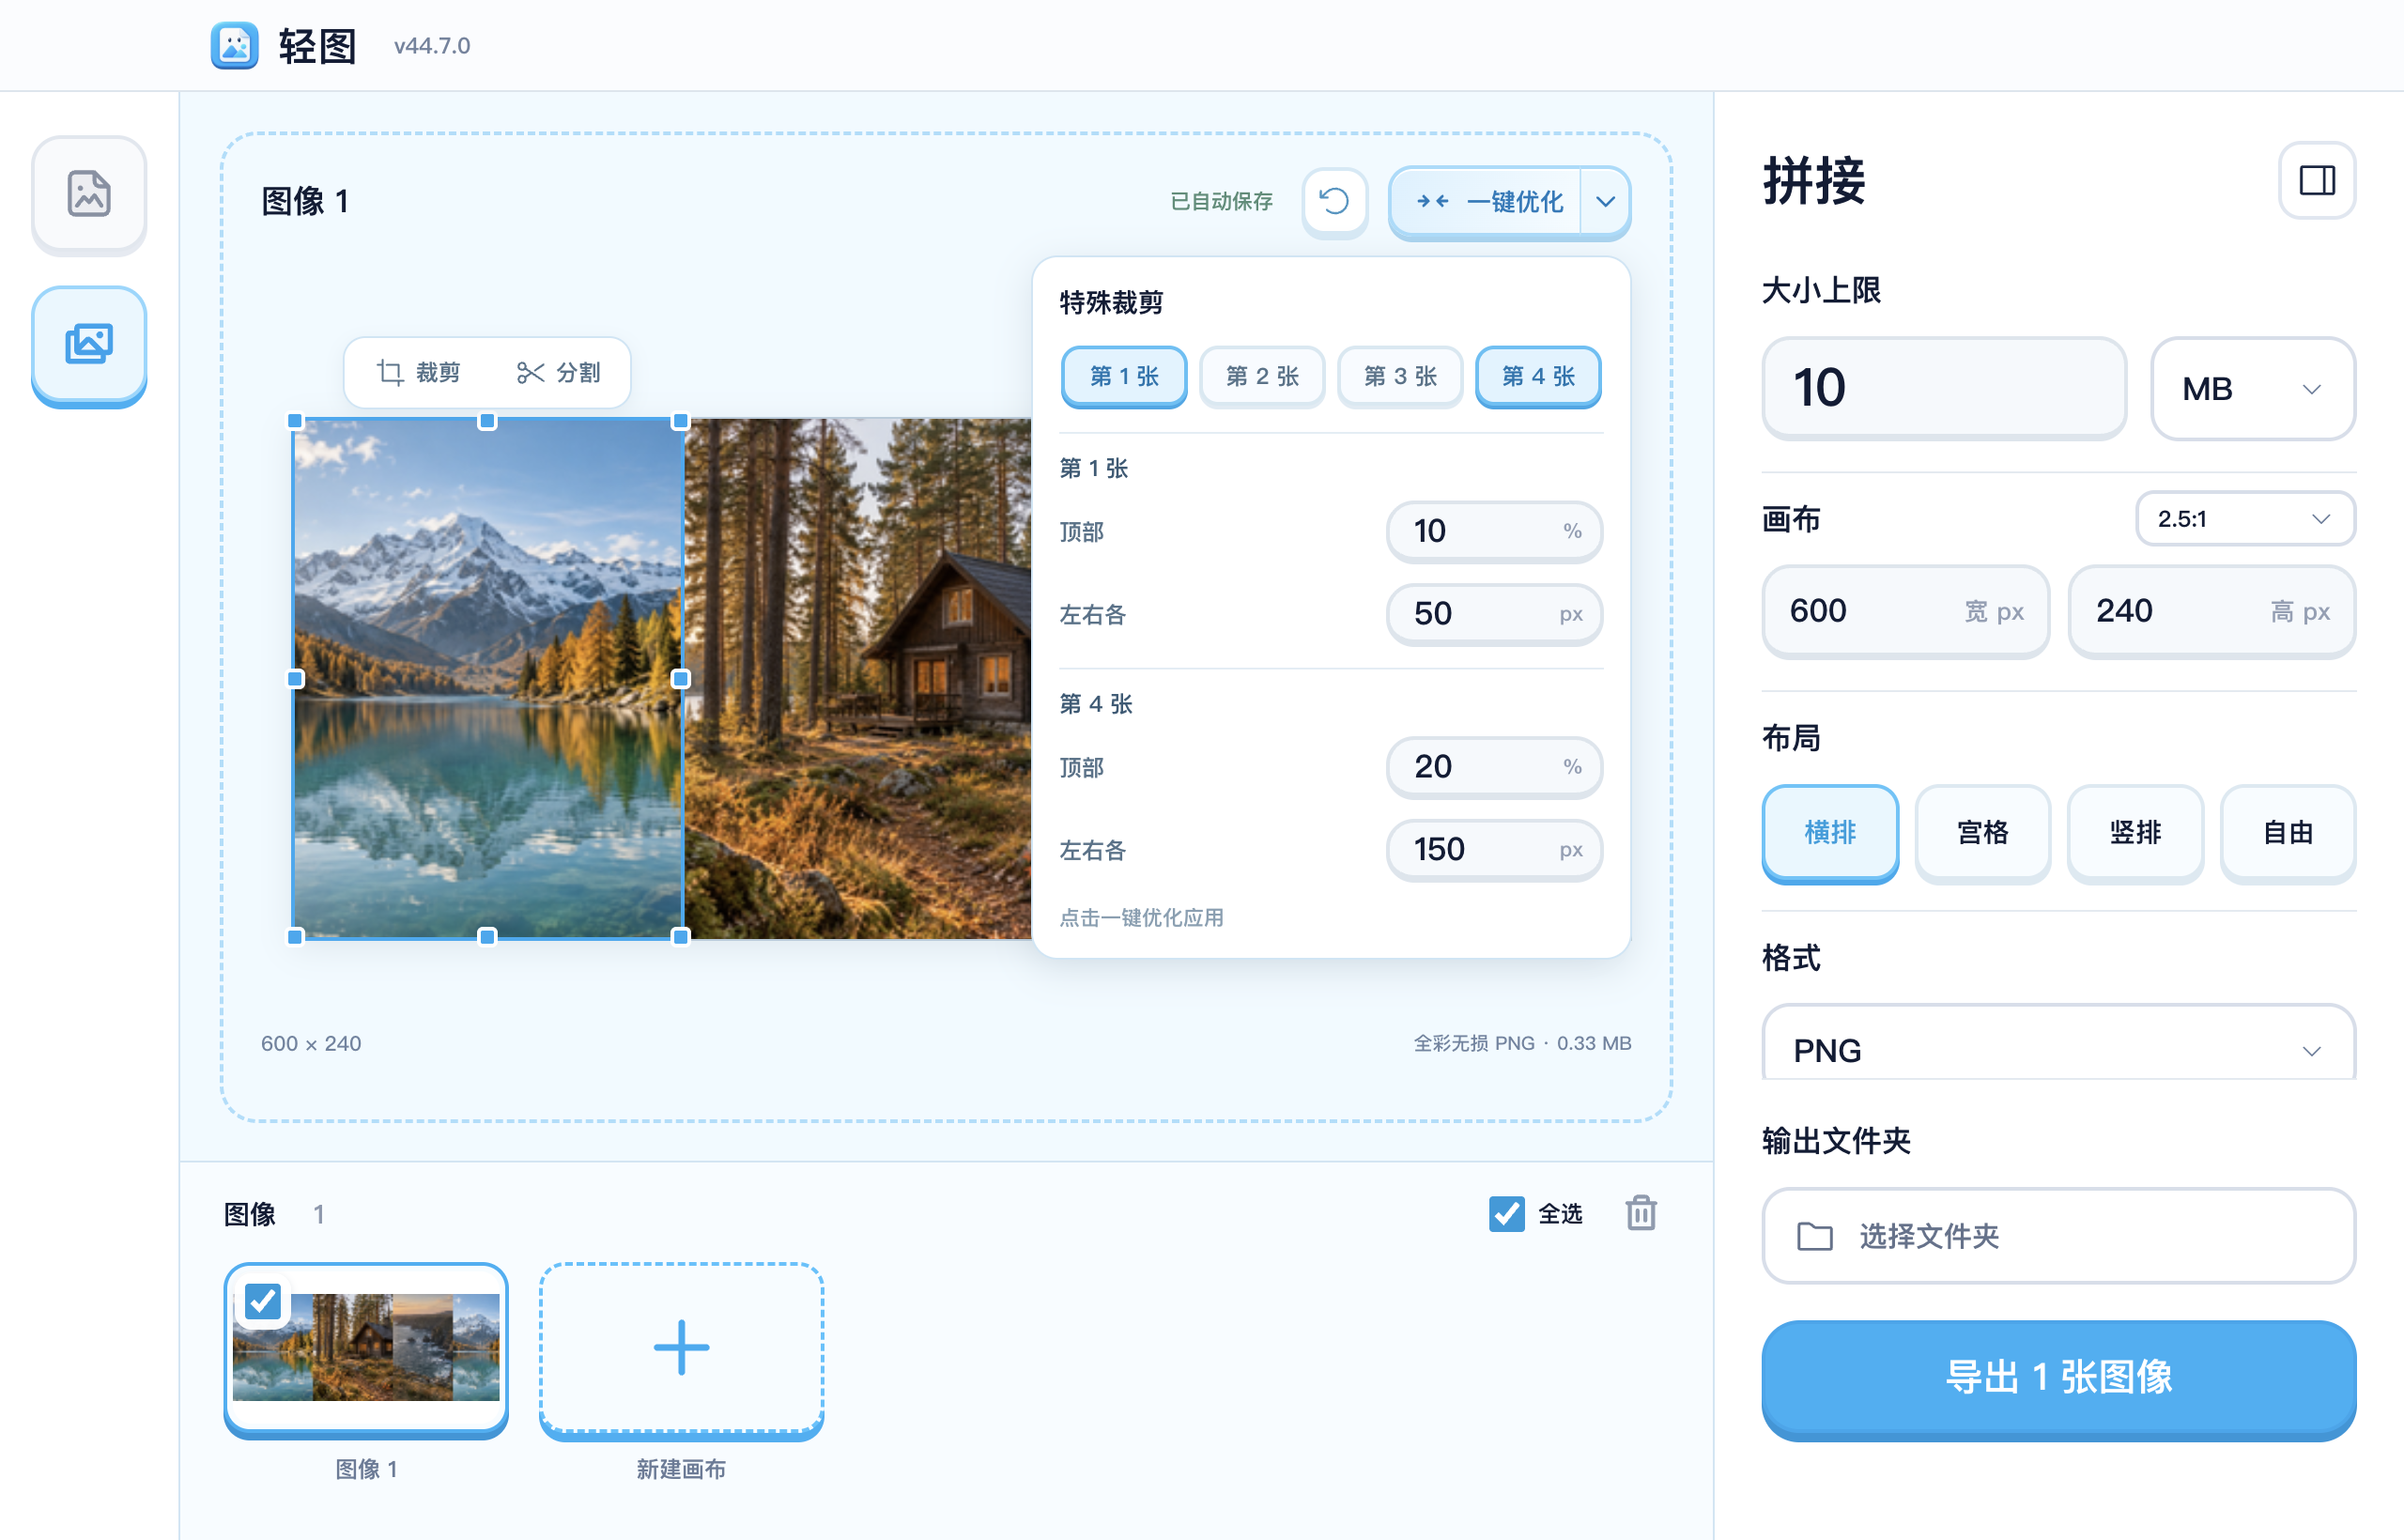 轻图 v44.7.0
图像 1
已自动保存
一键优化
特殊裁剪
第 1 张 第 2 张 第 3 张 第 4 张
第 1 张
顶部 10 %
左右各 50 px
第 4 张
顶部 20 %
左右各 150 px
点击一键优化应用
裁剪 分割
600 × 240
全彩无损 PNG · 0.33 MB
图像 1
全选
图像 1
新建画布
拼接
大小上限
10 MB
画布 2.5:1
600 宽 px 240 高 px
布局
横排 宫格 竖排 自由
格式
PNG
输出文件夹
选择文件夹
导出 1 张图像